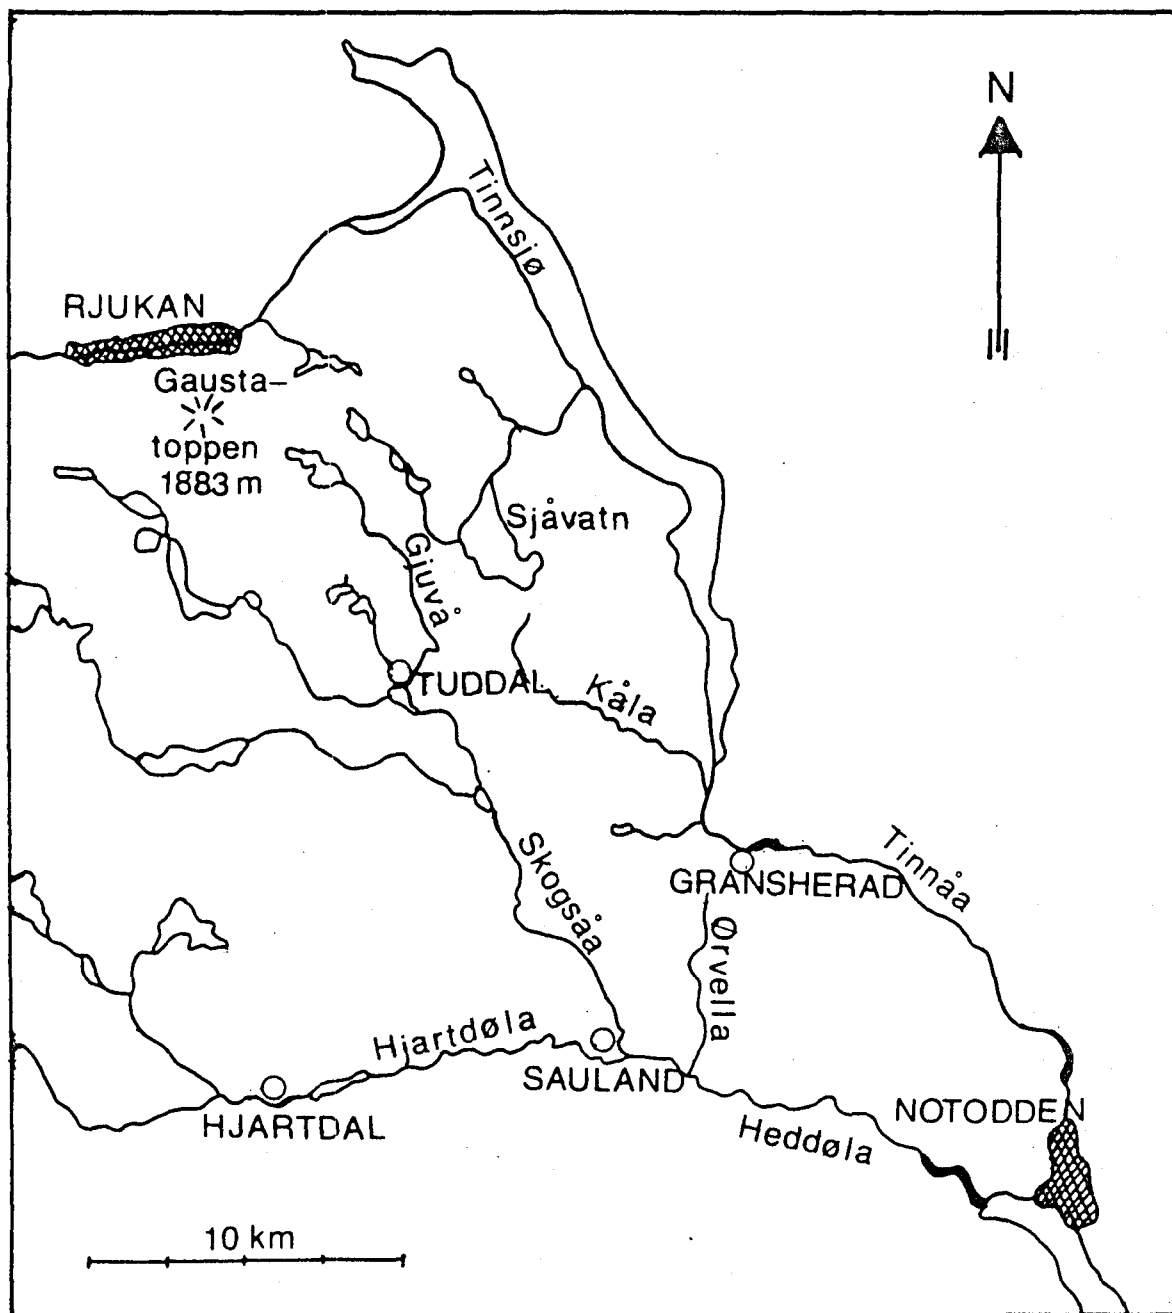 N
Tinnsjø
RJUKAN
Gausta-
toppen
1883 m
Sjåvatn
Gjuvå
TUDDAL
Kåla
Skogsåa
GRANSHERAD
Tinnåa
Ørvella
Hjartdøla
SAULAND
HJARTDAL
NOTODDEN
Heddøla
10 km